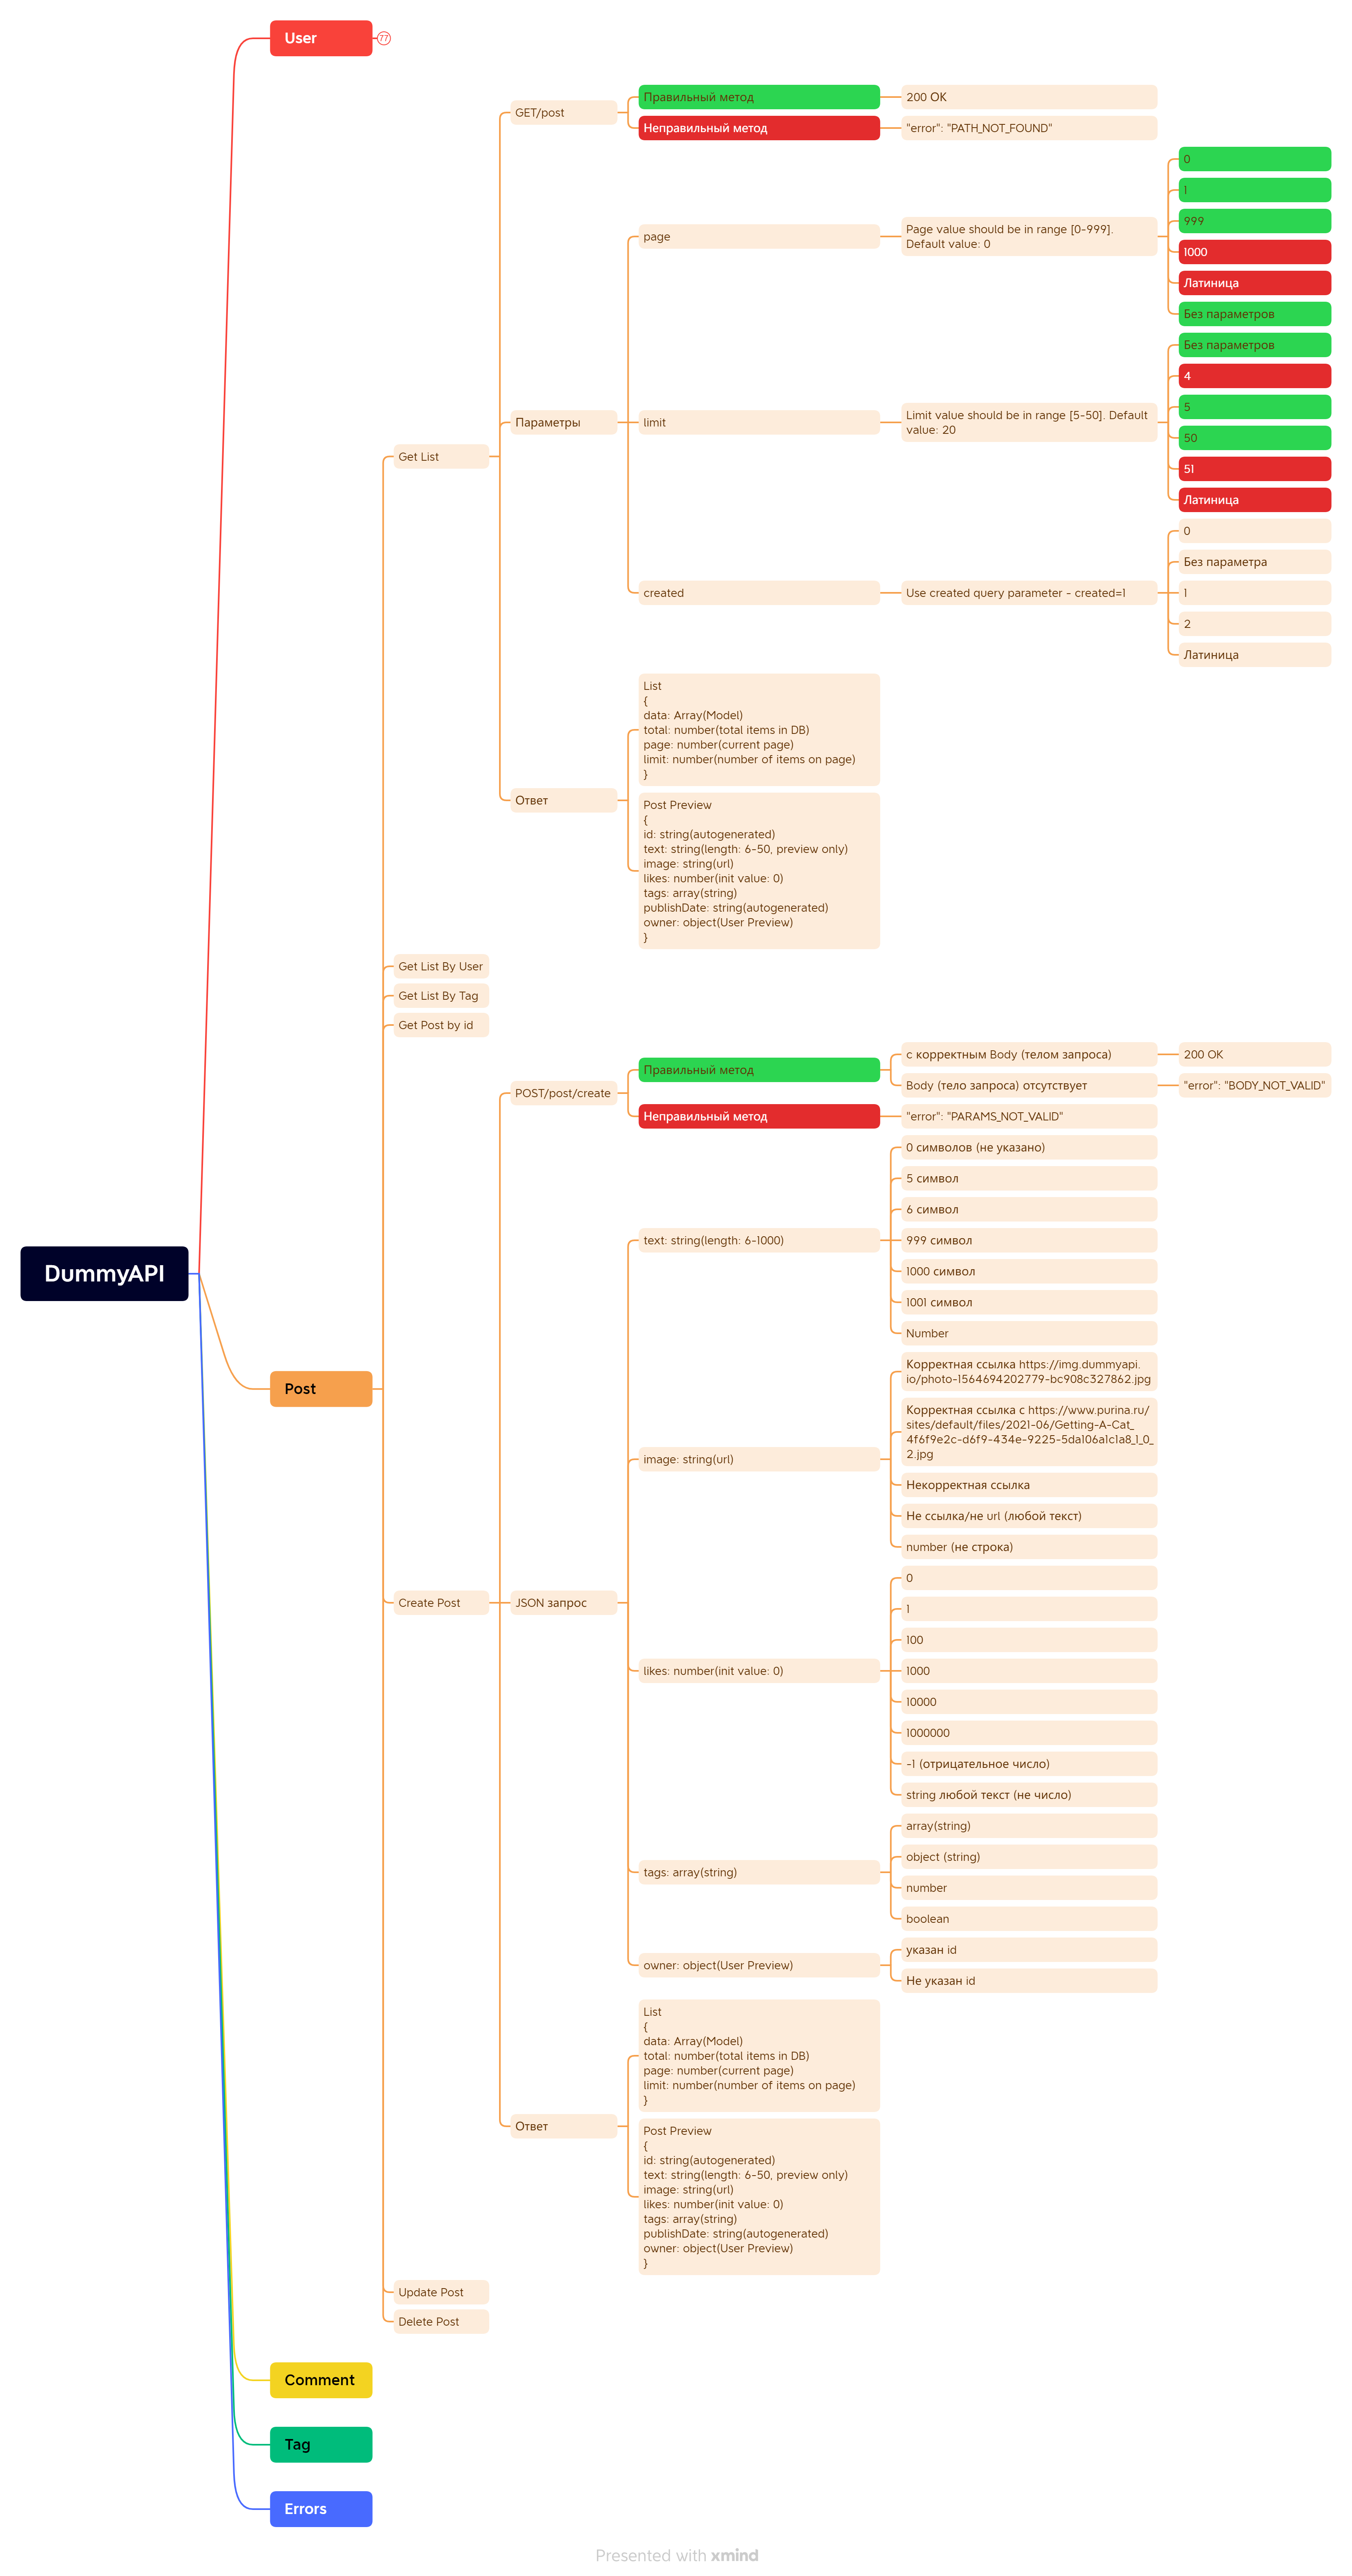 User
77
GET/post
Правильный метод
200 ОК
Неправильный метод
"error": "PATH_NOT_FOUND"
page
Page value should be in range [0-999].
Default value: 0
0
1
999
1000
Латиница
Без параметров
Параметры
limit
Limit value should be in range [5-50]. Default
value: 20
Без параметров
4
5
50
51
Латиница
Get List
created
Use created query parameter - created=1
0
Без параметра
1
2
Латиница
Ответ
List
{
data: Array(Model)
total: number(total items in DB)
page: number(current page)
limit: number(number of items on page)
}
Post Preview
{
id: string(autogenerated)
text: string(length: 6-50, preview only)
image: string(url)
likes: number(init value: 0)
tags: array(string)
publishDate: string(autogenerated)
owner: object(User Preview)
}
Get List By User
Get List By Tag
Get Post by id
POST/post/create
Правильный метод
с корректным Body (телом запроса)
200 ОК
Body (тело запроса) отсутствует
"error": "BODY_NOT_VALID"
Неправильный метод
"error": "PARAMS_NOT_VALID"
text: string(length: 6-1000)
0 символов (не указано)
5 символ
6 символ
999 символ
1000 символ
1001 символ
Number
DummyAPI
Post
image: string(url)
Корректная ссылка https://img.dummyapi.
io/photo-1564694202779-bc908c327862.jpg
Корректная ссылка с https://www.purina.ru/
sites/default/files/2021-06/Getting-A-Cat_
4f6f9e2c-d6f9-434e-9225-5da106a1c1a8_1_0_
2.jpg
Некорректная ссылка
Не ссылка/не url (любой текст)
number (не строка)
Create Post
JSON запрос
likes: number(init value: 0)
0
1
100
1000
10000
1000000
-1 (отрицательное число)
string любой текст (не число)
tags: array(string)
array(string)
object (string)
number
boolean
owner: object(User Preview)
указан id
Не указан id
Ответ
List
{
data: Array(Model)
total: number(total items in DB)
page: number(current page)
limit: number(number of items on page)
}
Post Preview
{
id: string(autogenerated)
text: string(length: 6-50, preview only)
image: string(url)
likes: number(init value: 0)
tags: array(string)
publishDate: string(autogenerated)
owner: object(User Preview)
}
Update Post
Delete Post
Comment
Tag
Errors
Presented with xmind